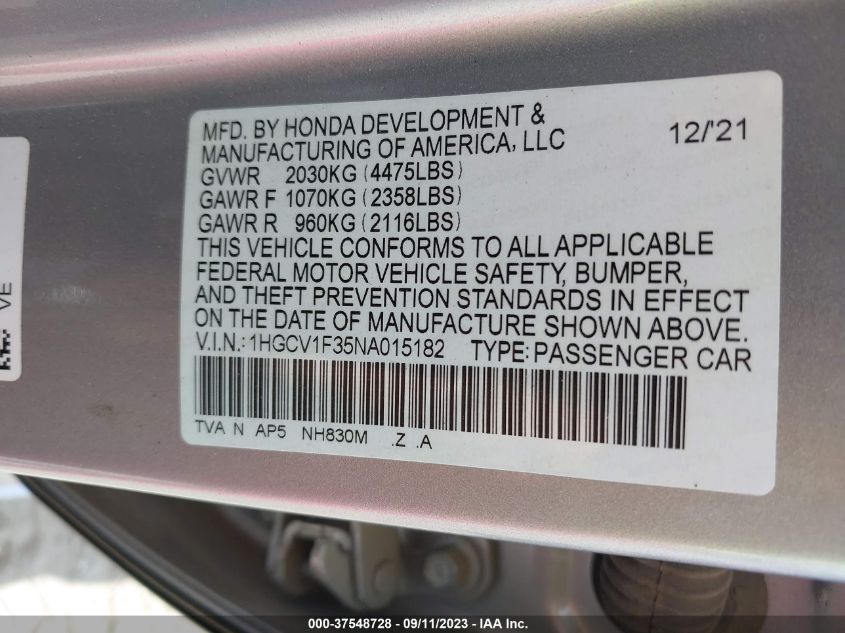 MFD. BY HONDA DEVELOPMENT &
MANUFACTURING OF AMERICA, LLC 12/'21
GVWR 2030KG (4475LBS)
GAWR F 1070KG (2358LBS)
GAWR R 960KG (2116LBS)
THIS VEHICLE CONFORMS TO ALL APPLICABLE
FEDERAL MOTOR VEHICLE SAFETY, BUMPER,
AND THEFT PREVENTION STANDARDS IN EFFECT
ON THE DATE OF MANUFACTURE SHOWN ABOVE.
V.I.N.: 1HGCV1F35NA015182 TYPE: PASSENGER CAR
TVA N AP5 NH830M .Z .A
VE
000-37548728 - 09/11/2023 - IAA Inc.